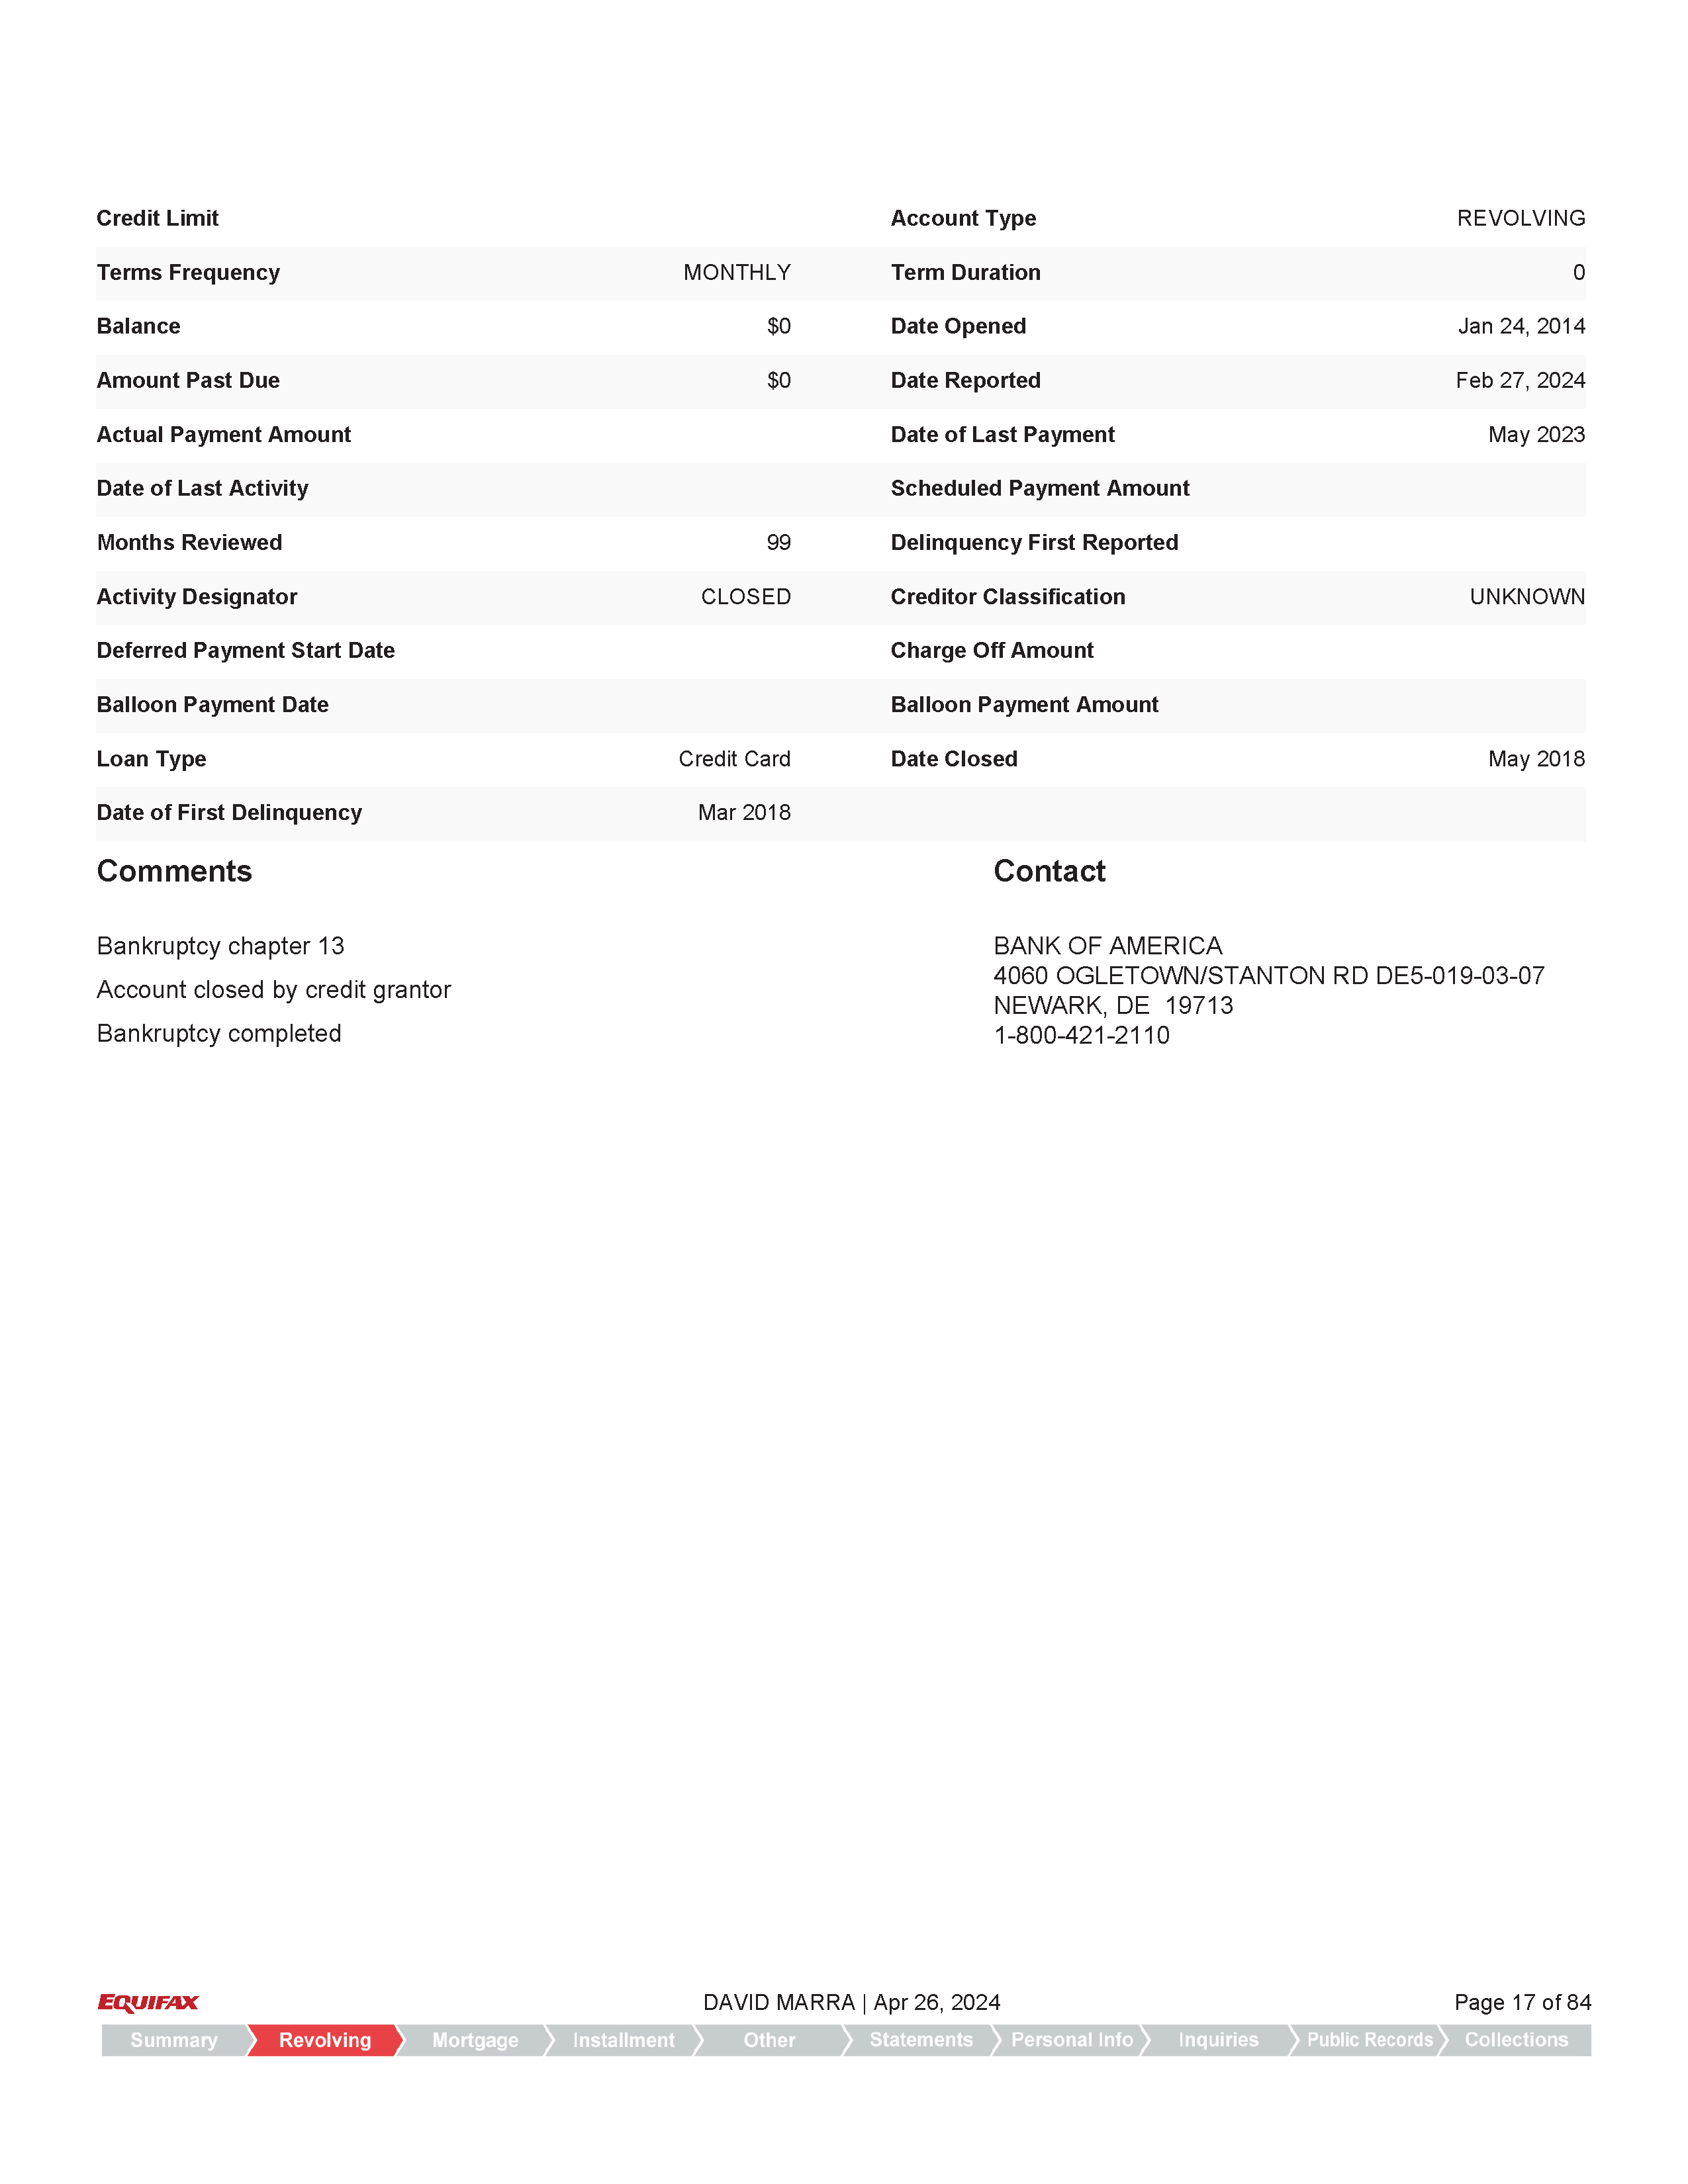 Credit Limit Account Type REVOLVING
Terms Frequency MONTHLY Term Duration 0
Balance $0 Date Opened Jan 24, 2014
Amount Past Due $0 Date Reported Feb 27, 2024
Actual Payment Amount Date of Last Payment May 2023
Date of Last Activity Scheduled Payment Amount
Months Reviewed 99 Delinquency First Reported
Activity Designator CLOSED Creditor Classification UNKNOWN
Deferred Payment Start Date Charge Off Amount
Balloon Payment Date Balloon Payment Amount
Loan Type Credit Card Date Closed May 2018
Date of First Delinquency Mar 2018
Comments
Bankruptcy chapter 13
Account closed by credit grantor
Bankruptcy completed
Contact
BANK OF AMERICA
4060 OGLETOWN/STANTON RD DE5-019-03-07
NEWARK, DE 19713
1-800-421-2110
EQUIFAX DAVID MARRA | Apr 26, 2024 Page 17 of 84
Summary Revolving Mortgage Installment Other Statements Personal Info Inquiries Public Records Collections